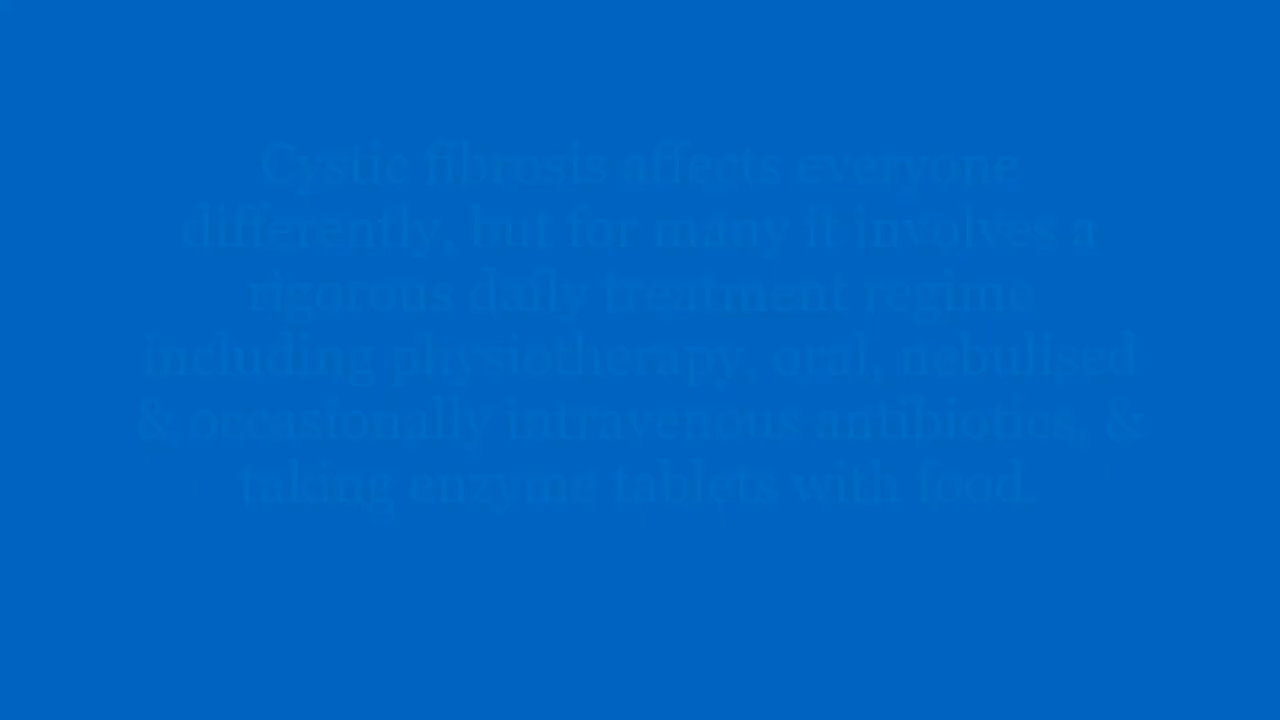 Cystic fibrosis affects everyone
differently, but for many it involves a
rigorous daily treatment regime
including physiotherapy, oral, nebulised
& occasionally intravenous antibiotics, &
taking enzyme tablets with food.